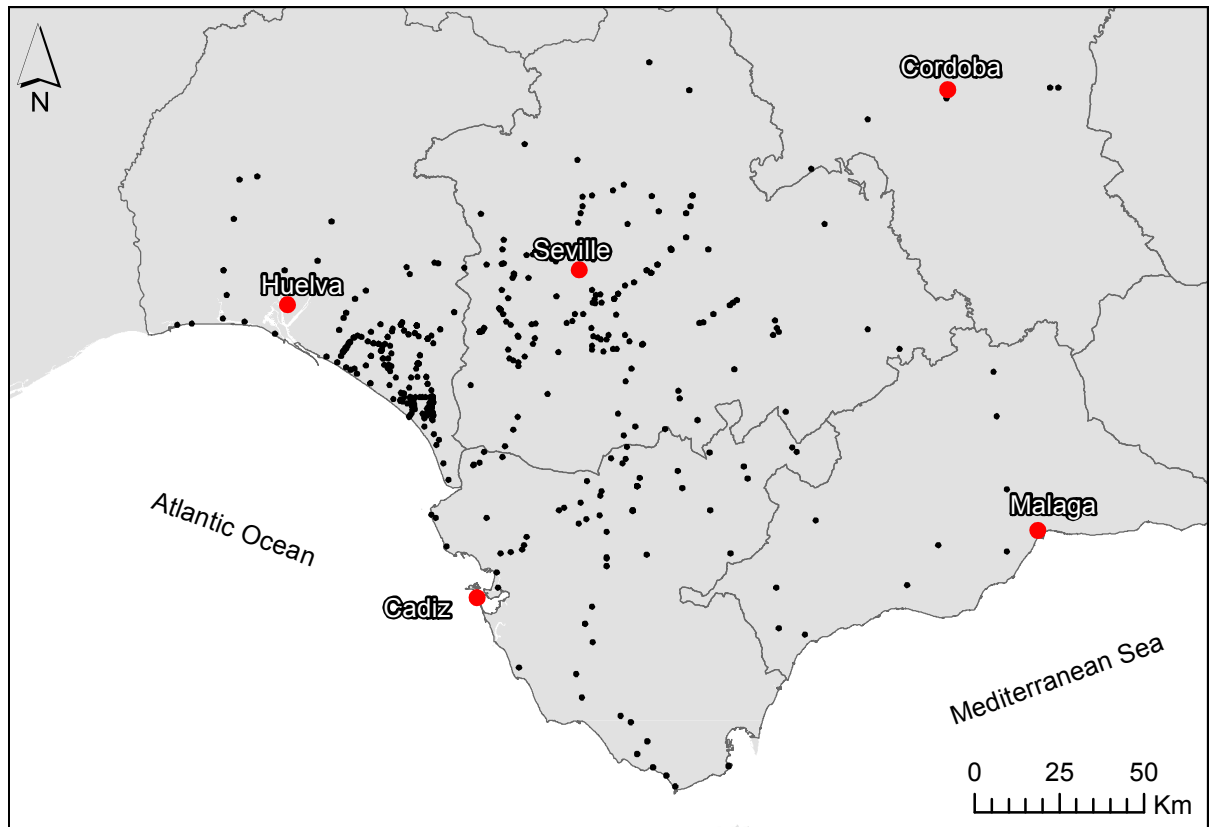 N
Cordoba
Seville
Huelva
Malaga
Atlantic Ocean
Cadiz
Mediterranean Sea
0 25 50
Km